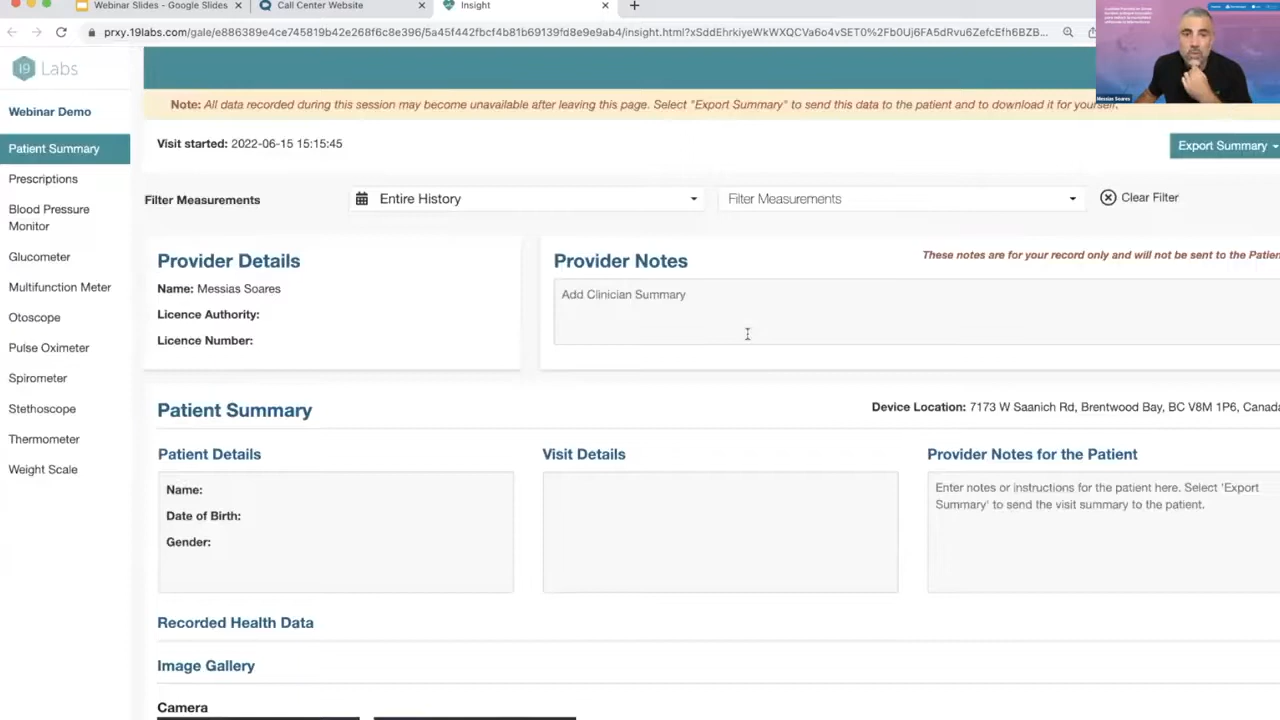 Webinar Slides - Google Slides
Call Center Website
Insight
prxy.19labs.com/gale/e886389e4ce745819b42e268f6c8e39f/a45f442fbcf4b81b69139fd8e9e9ab4/insight.html?
19 Labs
Webinar Demo
Patient Summary
Prescriptions
Blood Pressure
Monitor
Glucometer
Multifunction Meter
Otoscope
Pulse Oximeter
Spirometer
Stethoscope
Thermometer
Weight Scale
Note: All data recorded during this session may become unavailable after leaving this page. Select "Export Summary" to send this data to the patient and to download it for yourself.
Visit started: 2022-06-15 15:15:45
Export Summary
Filter Measurements
Entire History
Filter Measurements
Clear Filter
Provider Details
Name: Messias Soares
Licence Authority:
Licence Number:
Provider Notes
These notes are for your record only and will not be sent to the Patien
Add Clinician Summary
Patient Summary
Device Location: 7173 W Saanich Rd, Brentwood Bay, BC V8M 1P6, Canada
Patient Details
Name:
Date of Birth:
Gender:
Visit Details
Provider Notes for the Patient
Enter notes or instructions for the patient here. Select 'Export
Summary' to send the visit summary to the patient.
Recorded Health Data
Image Gallery
Camera
Messias Soares